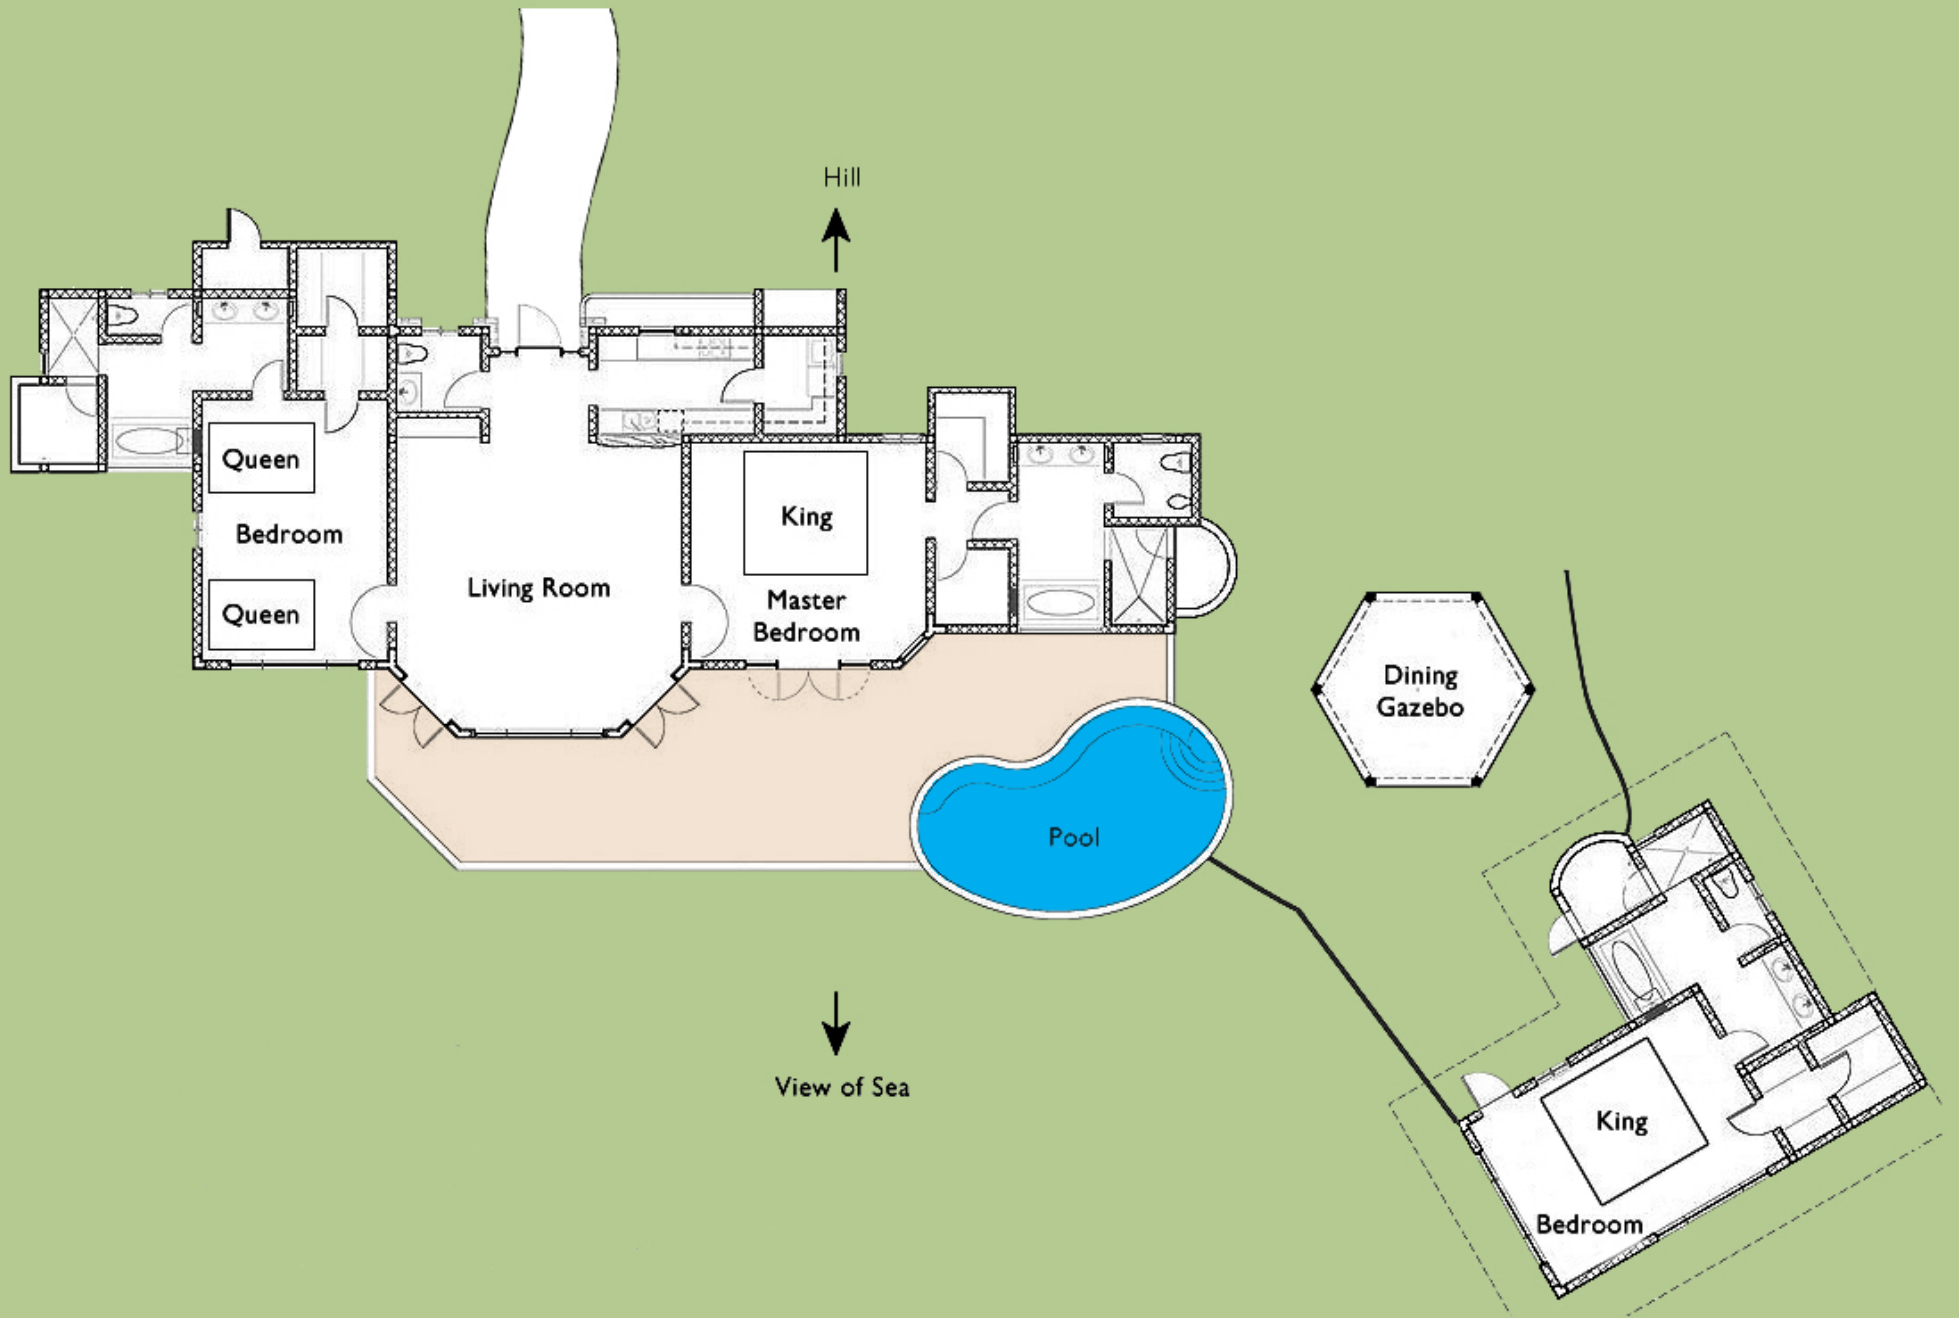 Hill
Queen
Bedroom
Queen
Living Room
King
Master
Bedroom
Dining
Gazebo
Pool
View of Sea
King
Bedroom